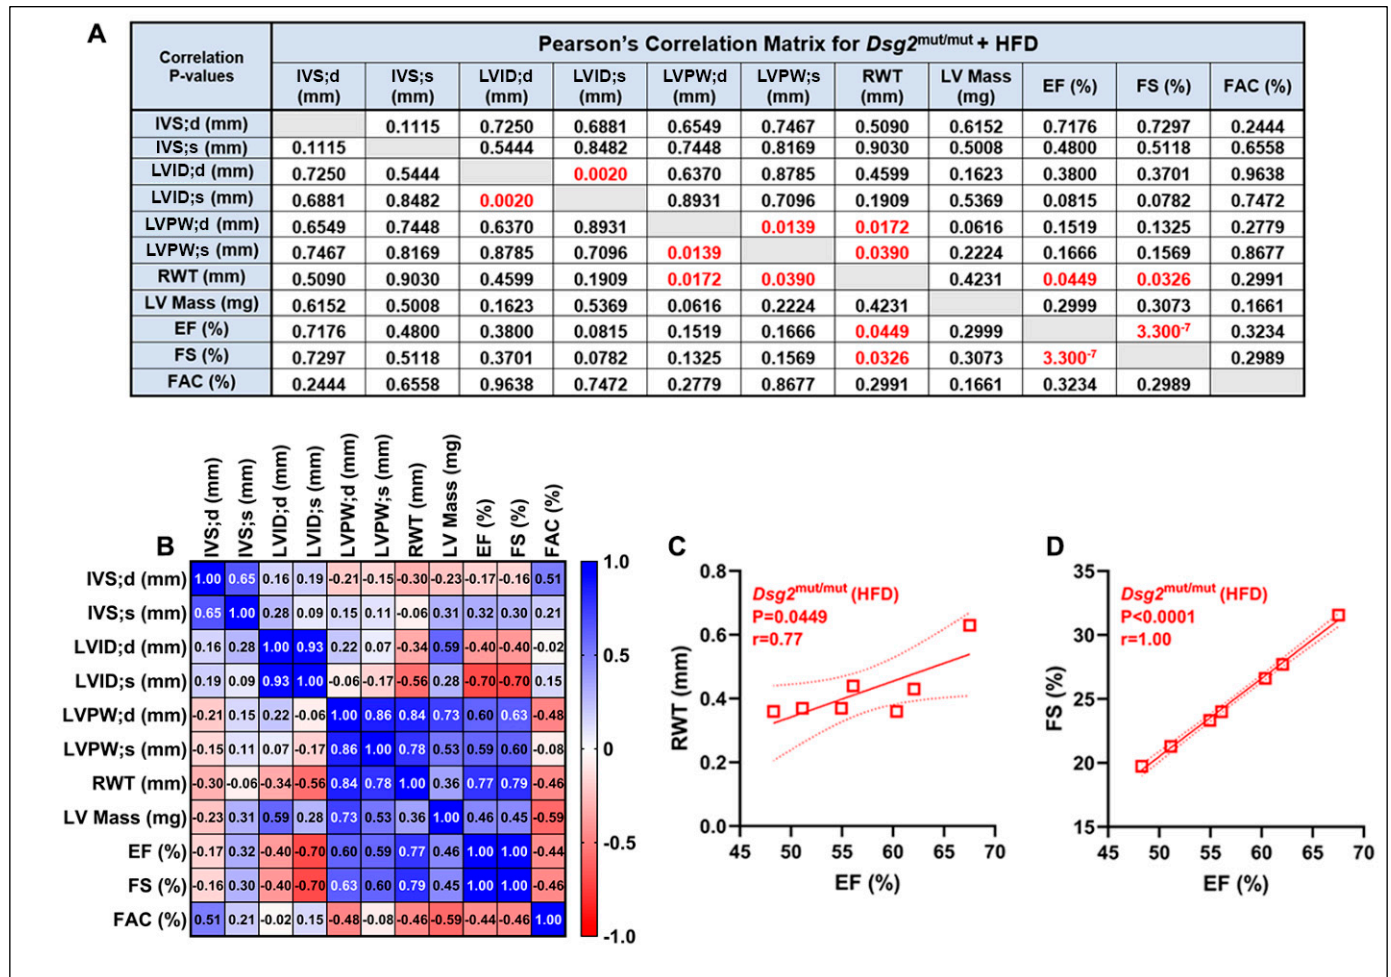 A
Correlation
P-values
Pearson's Correlation Matrix for Dsg2mut/mut + HFD
IVS;d (mm) IVS;s (mm) LVID;d (mm) LVID;s (mm) LVPW;d (mm) LVPW;s (mm) RWT (mm) LV Mass (mg) EF (%) FS (%) FAC (%)
IVS;d (mm) 0.1115 0.7250 0.6881 0.6549 0.7467 0.5090 0.6152 0.7176 0.7297 0.2444
IVS;s (mm) 0.1115 0.5444 0.8482 0.7448 0.8169 0.9030 0.5008 0.4800 0.5118 0.6558
LVID;d (mm) 0.7250 0.5444 0.0020 0.6370 0.8785 0.4599 0.1623 0.3800 0.3701 0.9638
LVID;s (mm) 0.6881 0.8482 0.0020 0.8931 0.7096 0.1909 0.5369 0.0815 0.0782 0.7472
LVPW;d (mm) 0.6549 0.7448 0.6370 0.8931 0.0139 0.0172 0.0616 0.1519 0.1325 0.2779
LVPW;s (mm) 0.7467 0.8169 0.8785 0.7096 0.0139 0.0390 0.2224 0.1666 0.1569 0.8677
RWT (mm) 0.5090 0.9030 0.4599 0.1909 0.0172 0.0390 0.4231 0.0449 0.0326 0.2991
LV Mass (mg) 0.6152 0.5008 0.1623 0.5369 0.0616 0.2224 0.4231 0.2999 0.3073 0.1661
EF (%) 0.7176 0.4800 0.3800 0.0815 0.1519 0.1666 0.0449 0.2999 3.300-7 0.3234
FS (%) 0.7297 0.5118 0.3701 0.0782 0.1325 0.1569 0.0326 0.3073 3.300-7 0.2989
FAC (%) 0.2444 0.6558 0.9638 0.7472 0.2779 0.8677 0.2991 0.1661 0.3234 0.2989
B
IVS;d (mm) IVS;s (mm) LVID;d (mm) LVID;s (mm) LVPW;d (mm) LVPW;s (mm) RWT (mm) LV Mass (mg) EF (%) FS (%) FAC (%)
IVS;d (mm) 1.00 0.65 0.16 0.19 -0.21 -0.15 -0.30 -0.23 -0.17 -0.16 0.51
IVS;s (mm) 0.65 1.00 0.28 0.09 0.15 0.11 -0.06 0.31 0.32 0.30 0.21
LVID;d (mm) 0.16 0.28 1.00 0.93 0.22 0.07 -0.34 0.59 -0.40 -0.40 -0.02
LVID;s (mm) 0.19 0.09 0.93 1.00 -0.06 -0.17 -0.56 0.28 -0.70 -0.70 0.15
LVPW;d (mm) -0.21 0.15 0.22 -0.06 1.00 0.86 0.84 0.73 0.60 0.63 -0.48
LVPW;s (mm) -0.15 0.11 0.07 -0.17 0.86 1.00 0.78 0.53 0.59 0.60 -0.08
RWT (mm) -0.30 -0.06 -0.34 -0.56 0.84 0.78 1.00 0.36 0.77 0.79 -0.46
LV Mass (mg) -0.23 0.31 0.59 0.28 0.73 0.53 0.36 1.00 0.46 0.45 -0.59
EF (%) -0.17 0.32 -0.40 -0.70 0.60 0.59 0.77 0.46 1.00 1.00 -0.44
FS (%) -0.16 0.30 -0.40 -0.70 0.63 0.60 0.79 0.45 1.00 1.00 -0.46
FAC (%) 0.51 0.21 -0.02 0.15 -0.48 -0.08 -0.46 -0.59 -0.44 -0.46 1.00
1.0
0.5
0
-0.5
-1.0
C
Dsg2mut/mut (HFD)
P=0.0449
r=0.77
RWT (mm)
0.8
0.6
0.4
0.2
0.0
45 50 55 60 65 70
EF (%)
D
Dsg2mut/mut (HFD)
P<0.0001
r=1.00
FS (%)
35
30
25
20
15
45 50 55 60 65 70
EF (%)